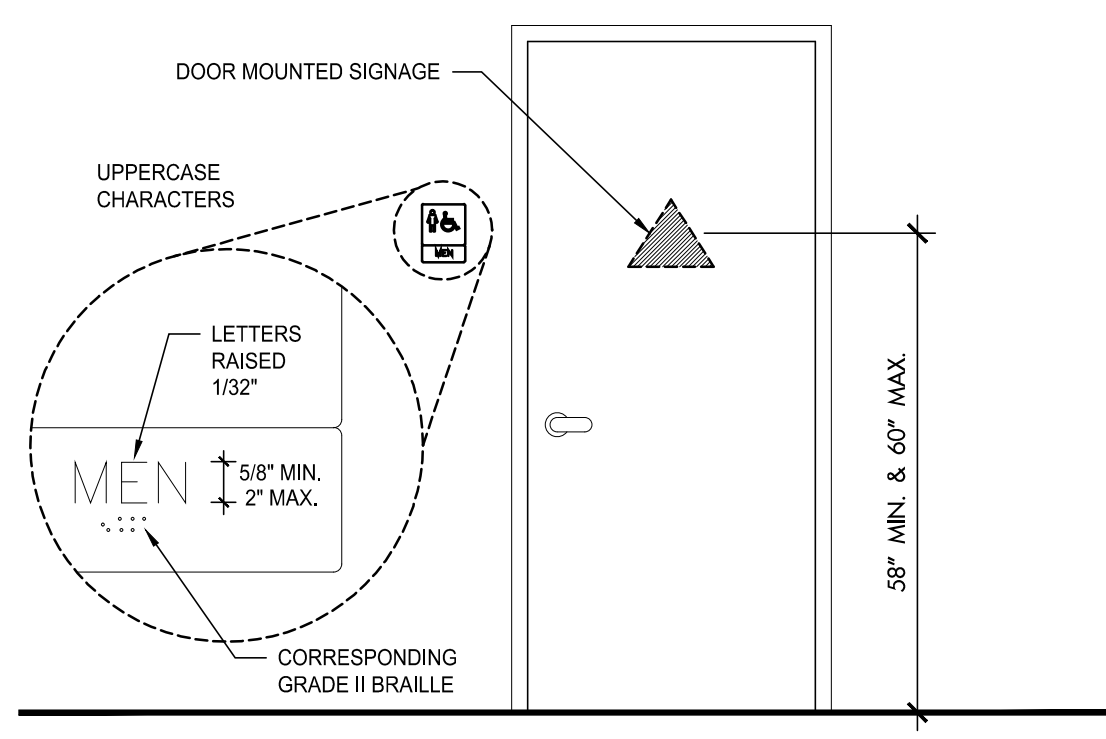 DOOR MOUNTED SIGNAGE
UPPERCASE
CHARACTERS
MEN
LETTERS
RAISED
1/32"
MEN
5/8" MIN.
2" MAX.
CORRESPONDING
GRADE II BRAILLE
58" MIN. & 60" MAX.